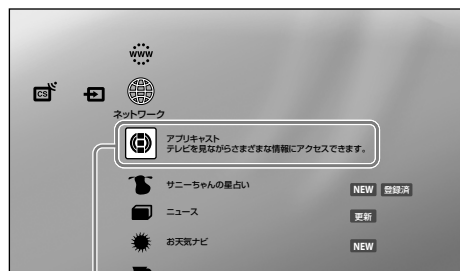 www
CS
ネットワーク
アプリキャスト
テレビを見ながらさまざまな情報にアクセスできます。
サニーちゃんの星占い
NEW 登録済
ニュース
更新
お天気ナビ
NEW